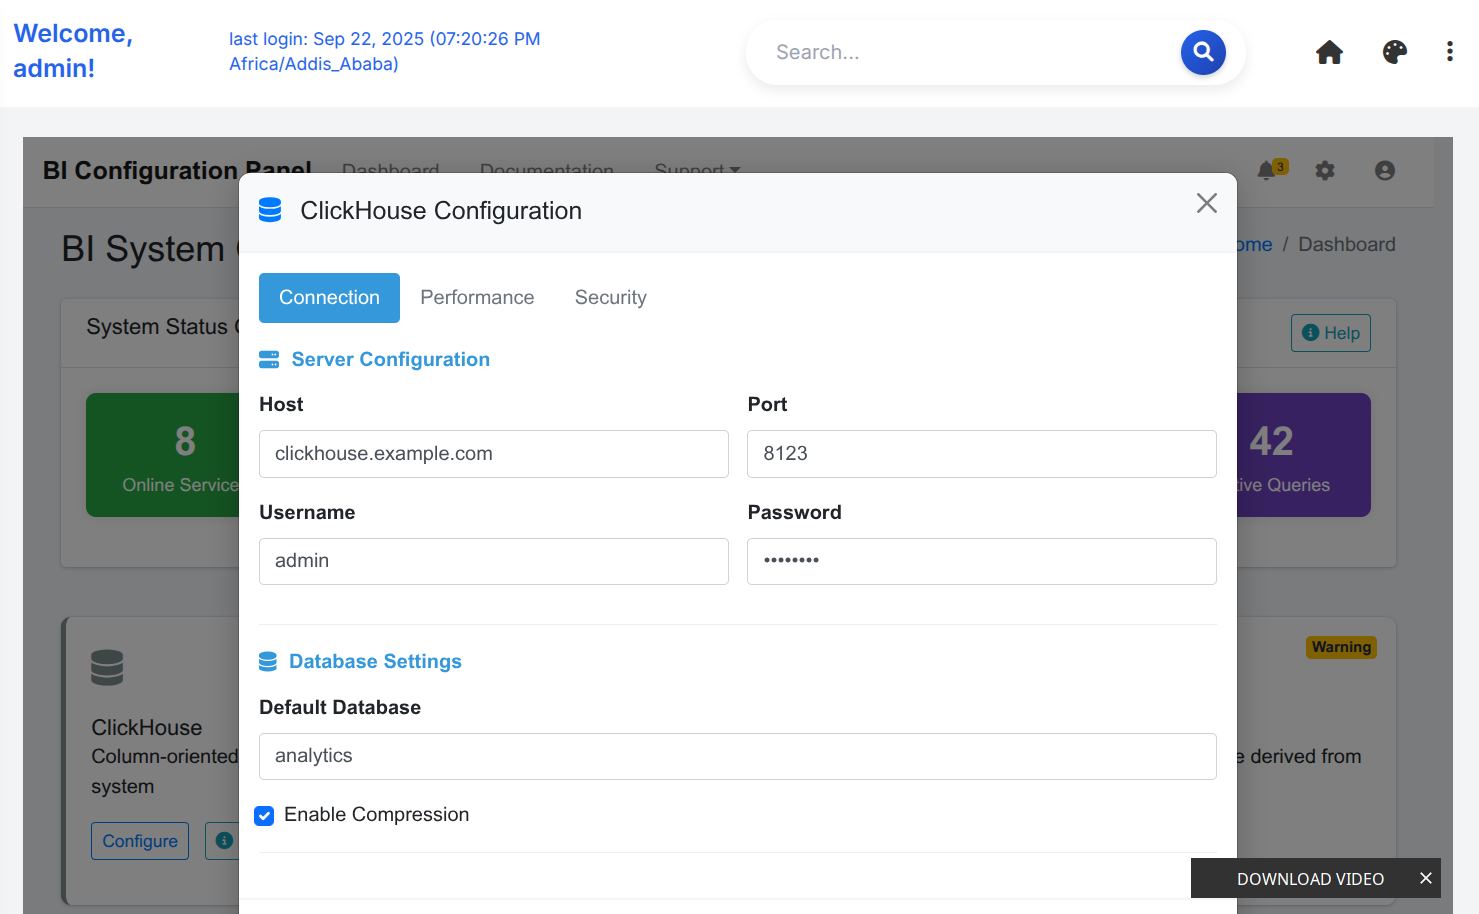 Welcome,
admin!
last login: Sep 22, 2025 (07:20:26 PM
Africa/Addis_Ababa)
Search...
BI Configuration Panel
Dashboard
Documentation
Support
3
ClickHouse Configuration
BI System
ome / Dashboard
Connection
Performance
Security
System Status
Help
Server Configuration
Host
Port
clickhouse.example.com
8123
8
Online Service
42
tive Queries
Username
Password
admin
••••••••
Database Settings
Warning
Default Database
analytics
ClickHouse
Column-oriented
system
e derived from
Enable Compression
Configure
DOWNLOAD VIDEO